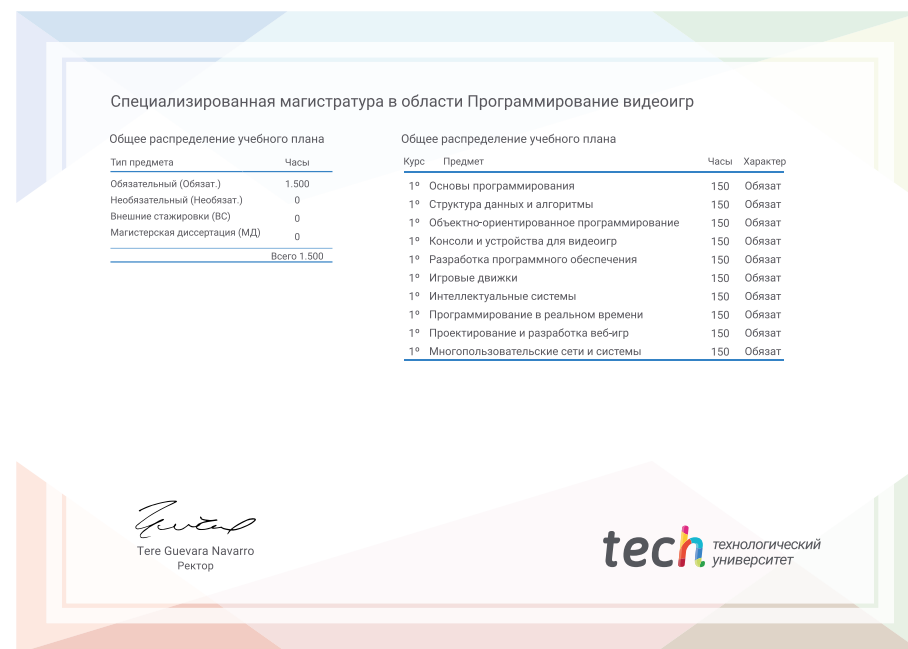 Специализированная магистратура в области Программирование видеоигр
Общее распределение учебного плана
Тип предмета Часы
Обязательный (Обязат.) 1.500
Необязательный (Необязат.) 0
Внешние стажировки (ВС) 0
Магистерская диссертация (МД) 0
Всего 1.500
Общее распределение учебного плана
Курс Предмет Часы Характер
1º Основы программирования 150 Обязат
1º Структура данных и алгоритмы 150 Обязат
1º Объектно-ориентированное программирование 150 Обязат
1º Консоли и устройства для видеоигр 150 Обязат
1º Разработка программного обеспечения 150 Обязат
1º Игровые движки 150 Обязат
1º Интеллектуальные системы 150 Обязат
1º Программирование в реальном времени 150 Обязат
1º Проектирование и разработка веб-игр 150 Обязат
1º Многопользовательские сети и системы 150 Обязат
Tere Guevara Navarro
Ректор
tech технологический
университет